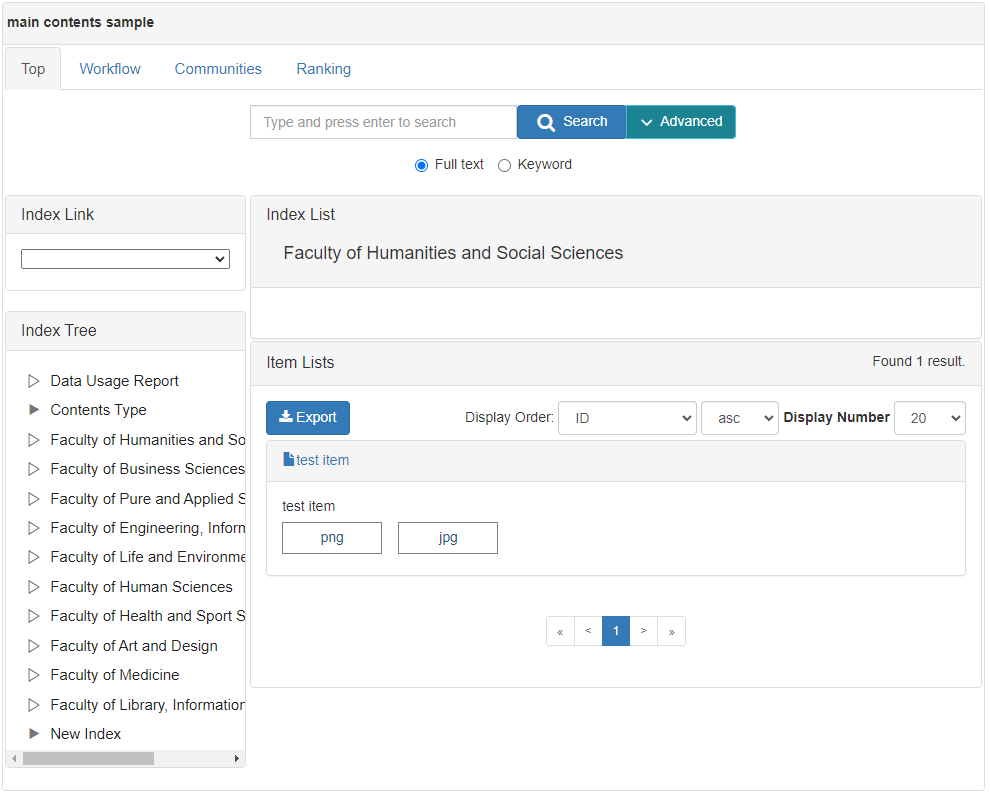 main contents sample
Top Workflow Communities Ranking
Type and press enter to search Search Advanced
Full text Keyword
Index Link
Index List
Faculty of Humanities and Social Sciences
Index Tree
Data Usage Report
Contents Type
Faculty of Humanities and So
Faculty of Business Sciences
Faculty of Pure and Applied S
Faculty of Engineering, Inform
Faculty of Life and Environme
Faculty of Human Sciences
Faculty of Health and Sport S
Faculty of Art and Design
Faculty of Medicine
Faculty of Library, Information
New Index
Item Lists Found 1 result.
Export Display Order: ID asc Display Number 20
test item
test item
png jpg
« < 1 > »